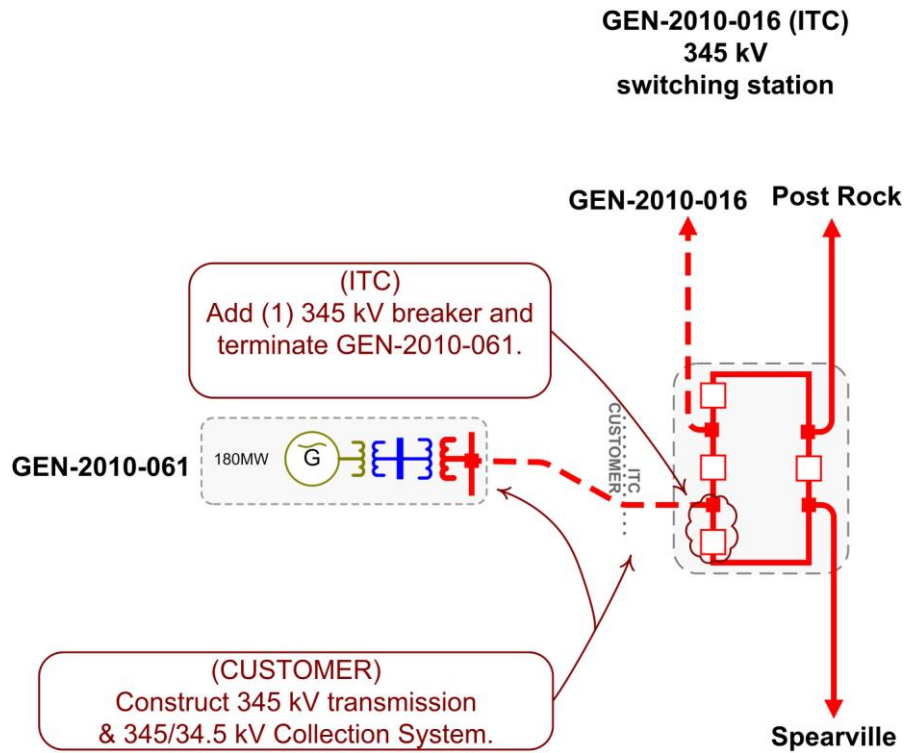 GEN-2010-016 (ITC)
345 kV
switching station
GEN-2010-016
Post Rock
(ITC)
Add (1) 345 kV breaker and
terminate GEN-2010-061.
CUSTOMER
ITC
GEN-2010-061
180MW
G
(CUSTOMER)
Construct 345 kV transmission
& 345/34.5 kV Collection System.
Spearville